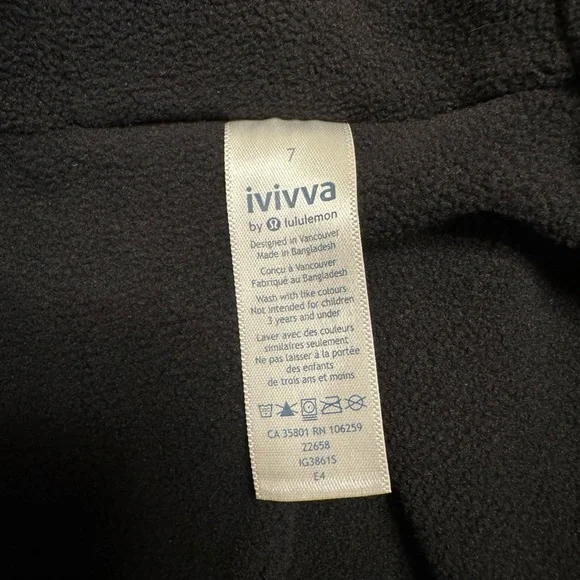 7
ivivva
by lululemon
Designed in Vancouver
Made in Bangladesh
Conçu à Vancouver
Fabriqué au Bangladesh
Wash with like colours
Not intended for children
3 years and under
Laver avec des couleurs
similaires seulement
Ne pas laisser à la portée
des enfants
de trois ans et moins
CA 35801 RN 106259
22658
IG3861S
E4